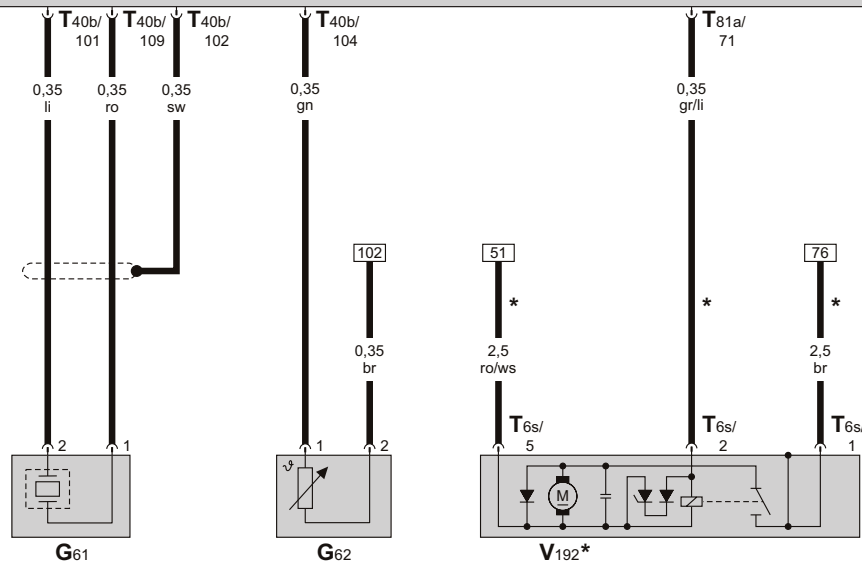 T40b/ T40b/ T40b/ T40b/ T81a/
101 109 102 104 71
0,35 0,35 0,35 0,35 0,35
li ro sw gn gr/li
102 51 76
* * *
0,35 2,5 2,5
br ro/ws br
T6s/ T6s/ T6s/
2 1 1 2 5 2 1
ϑ
M
G61 G62 V192*